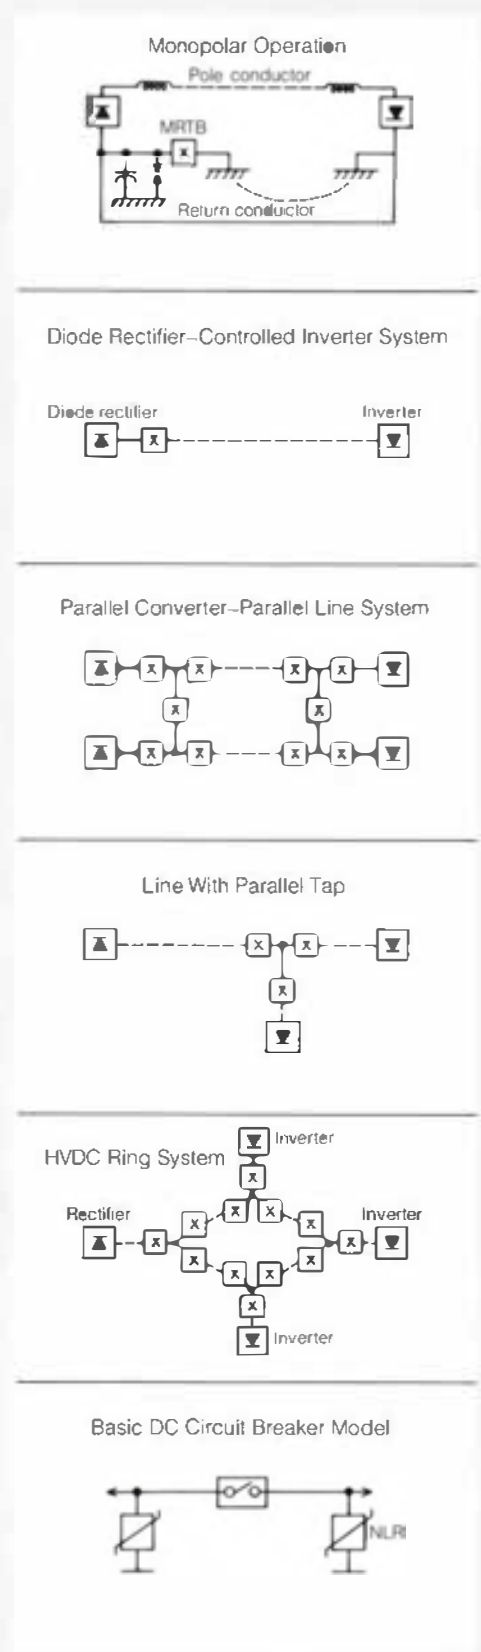 Monopolar Operation
Pole conductor
MRTB
Return conductor
Diode Rectifier–Controlled Inverter System
Diode rectifier
Inverter
Parallel Converter–Parallel Line System
Line With Parallel Tap
Inverter
HVDC Ring System
Rectifier
Inverter
Inverter
Basic DC Circuit Breaker Model
NLR